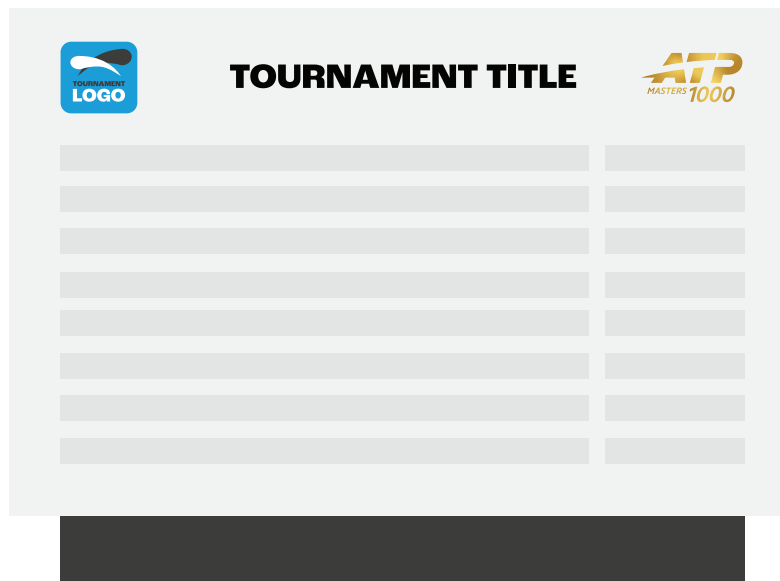 TOURNAMENT
LOGO
TOURNAMENT TITLE
ATP
MASTERS 1000